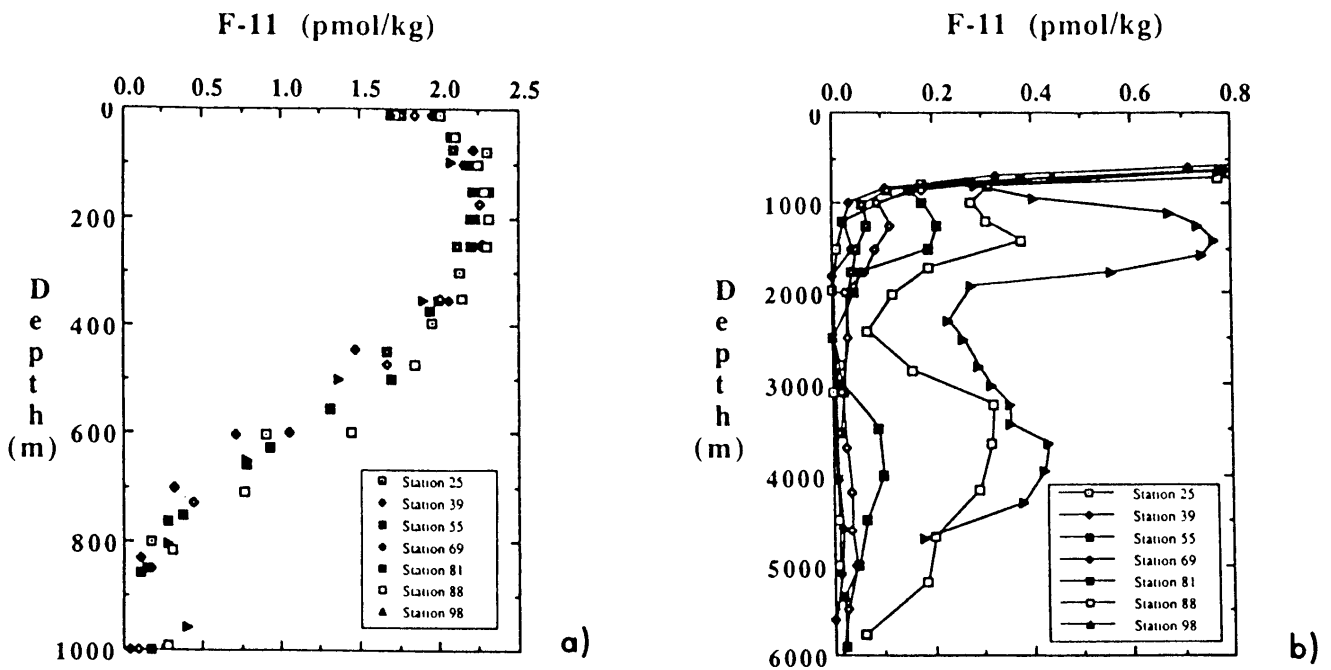 F-11 (pmol/kg)
0.0 0.5 1.0 1.5 2.0 2.5
0
200
400
600
800
1000
Depth
(m)
Station 25
Station 39
Station 55
Station 69
Station 81
Station 88
Station 98
a)
F-11 (pmol/kg)
0.0 0.2 0.4 0.6 0.8
0
1000
2000
3000
4000
5000
6000
Depth
(m)
Station 25
Station 39
Station 55
Station 69
Station 81
Station 88
Station 98
b)